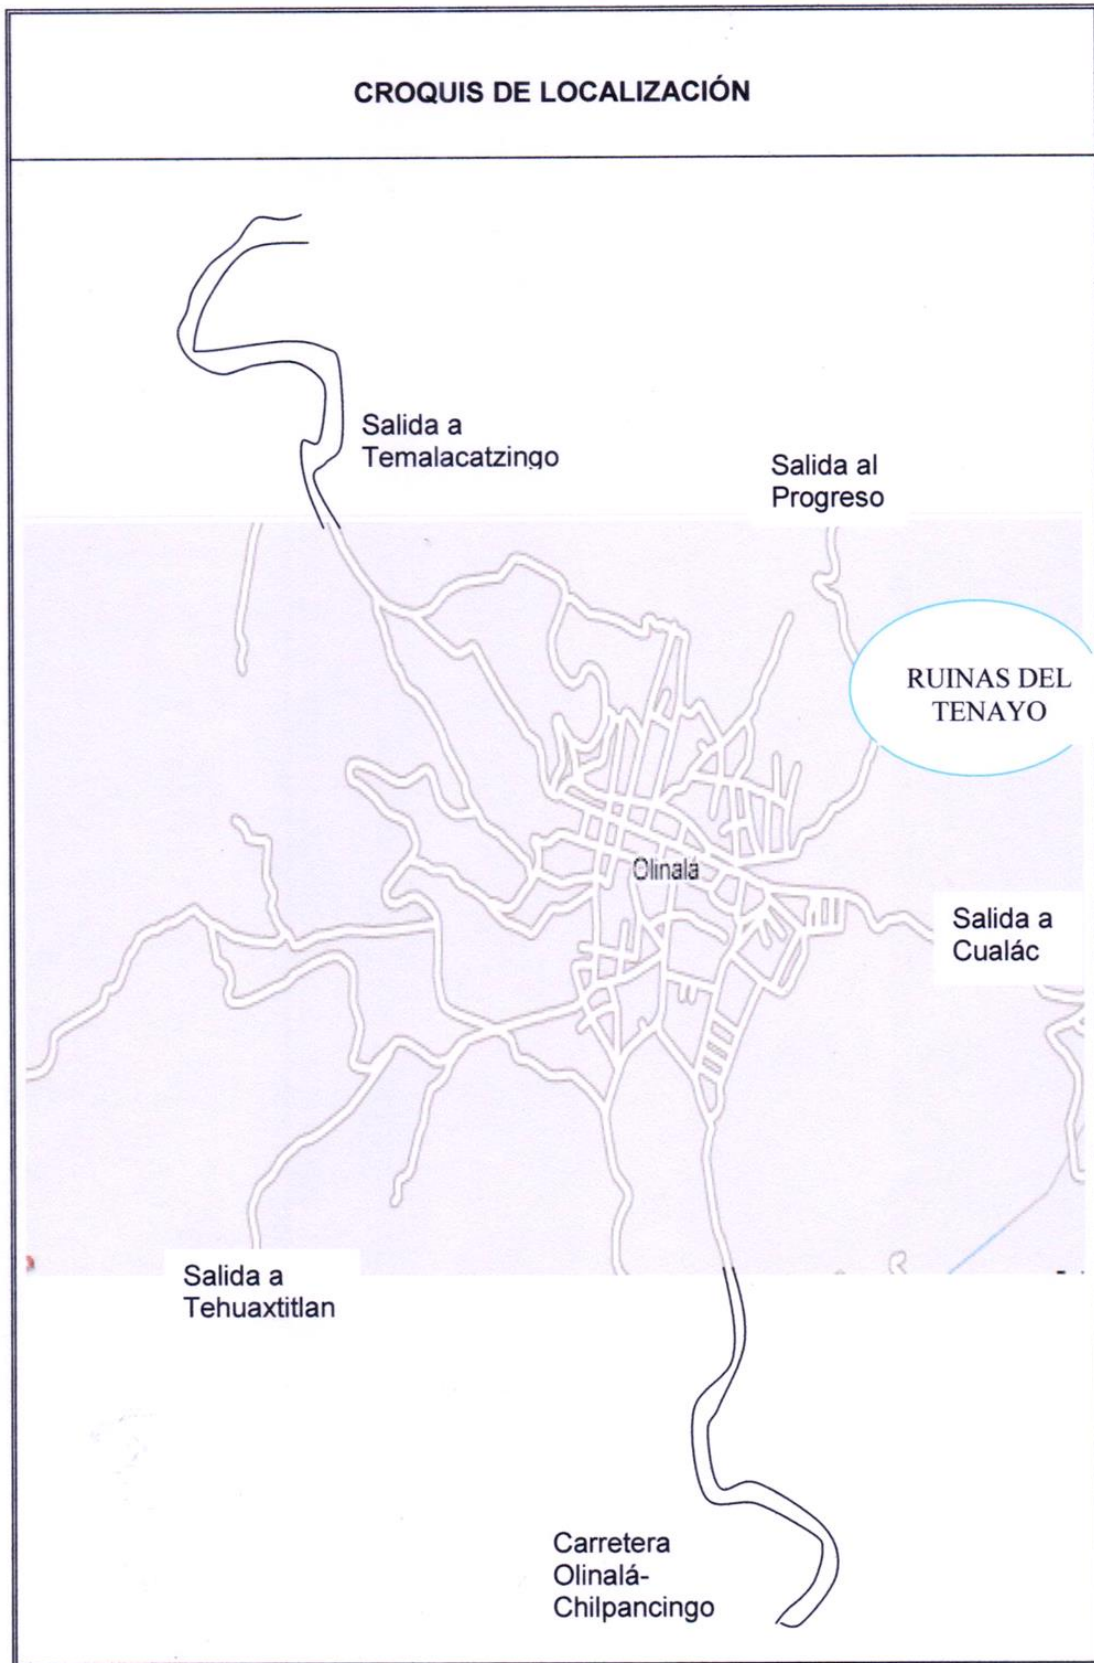 CROQUIS DE LOCALIZACIÓN
Salida a
Temalacatzingo
Salida al
Progreso
RUINAS DEL
TENAYO
Olinalá
Salida a
Cualác
Salida a
Tehuaxtitlan
Carretera
Olinalá-
Chilpancingo